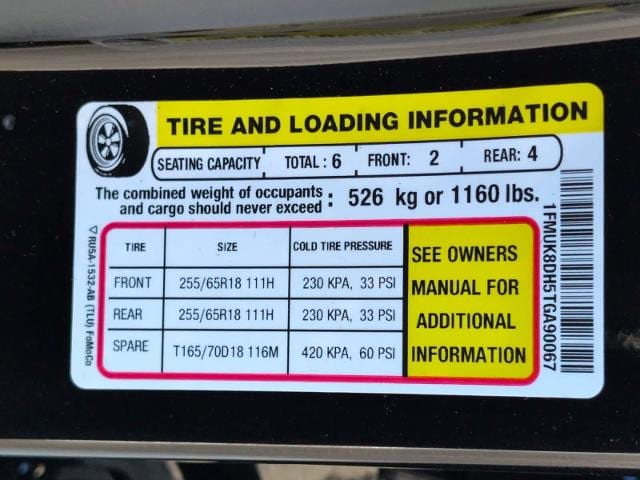 TIRE AND LOADING INFORMATION
SEATING CAPACITY TOTAL : 6 FRONT: 2 REAR: 4
The combined weight of occupants
and cargo should never exceed : 526 kg or 1160 lbs.
TIRE SIZE COLD TIRE PRESSURE
FRONT 255/65R18 111H 230 KPA, 33 PSI
REAR 255/65R18 111H 230 KPA, 33 PSI
SPARE T165/70D18 116M 420 KPA, 60 PSI
SEE OWNERS
MANUAL FOR
ADDITIONAL
INFORMATION
RU5A-1532-AB (TLU) FoMoCo
1FMUK8DH5TGA90067